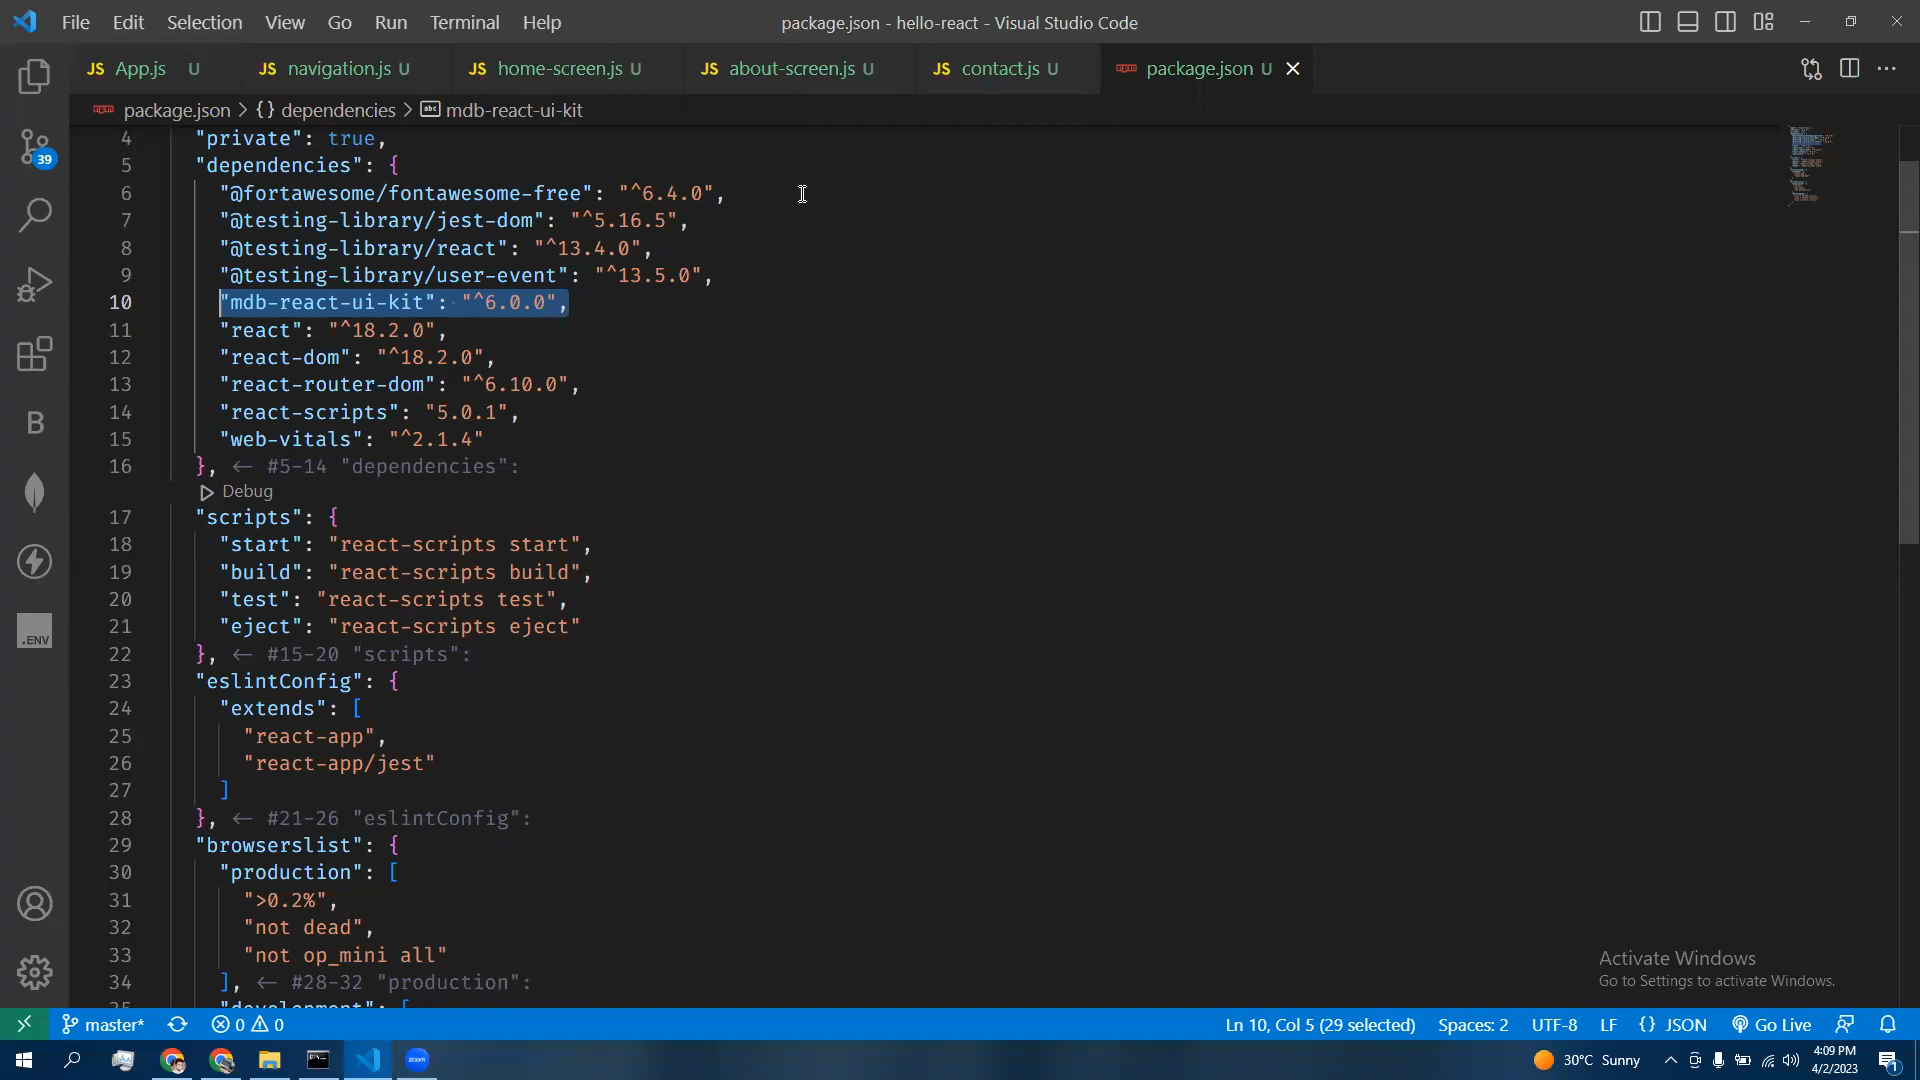 File Edit Selection View Go Run Terminal Help package.json - hello-react - Visual Studio Code
JS App.js U JS navigation.js U JS home-screen.js U JS about-screen.js U JS contact.js U package.json U
package.json > {} dependencies > abc mdb-react-ui-kit
4 "private": true,
5 "dependencies": {
6 "@fortawesome/fontawesome-free": "^6.4.0",
7 "@testing-library/jest-dom": "^5.16.5",
8 "@testing-library/react": "^13.4.0",
9 "@testing-library/user-event": "^13.5.0",
10 "mdb-react-ui-kit": "^6.0.0",
11 "react": "^18.2.0",
12 "react-dom": "^18.2.0",
13 "react-router-dom": "^6.10.0",
14 "react-scripts": "5.0.1",
15 "web-vitals": "^2.1.4"
16 }, <- #5-14 "dependencies":
Debug
17 "scripts": {
18 "start": "react-scripts start",
19 "build": "react-scripts build",
20 "test": "react-scripts test",
21 "eject": "react-scripts eject"
22 }, <- #15-20 "scripts":
23 "eslintConfig": {
24 "extends": [
25 "react-app",
26 "react-app/jest"
27 ]
28 }, <- #21-26 "eslintConfig":
29 "browserslist": {
30 "production": [
31 ">0.2%",
32 "not dead",
33 "not op_mini all"
34 ], <- #28-32 "production":
35 "development": [
39
B
.ENV
Activate Windows
Go to Settings to activate Windows.
master* 0 0 Ln 10, Col 5 (29 selected) Spaces: 2 UTF-8 LF {} JSON Go Live
zoom 30°C Sunny 4:09 PM
4/2/2023 1